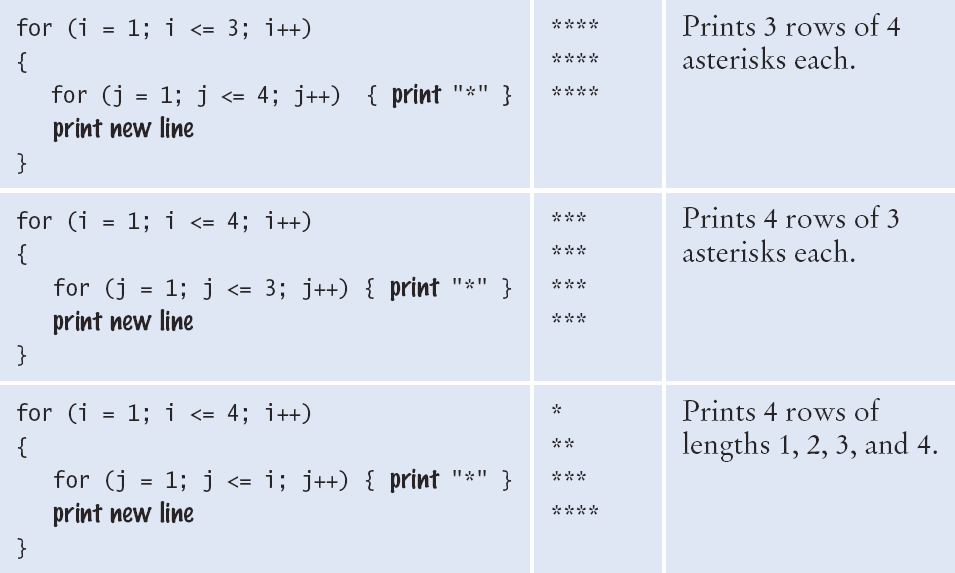 for (i = 1; i <= 3; i++)
{
for (j = 1; j <= 4; j++) { print "*" }
print new line
}
****
****
****
Prints 3 rows of 4
asterisks each.
for (i = 1; i <= 4; i++)
{
for (j = 1; j <= 3; j++) { print "*" }
print new line
}
***
***
***
***
Prints 4 rows of 3
asterisks each.
for (i = 1; i <= 4; i++)
{
for (j = 1; j <= i; j++) { print "*" }
print new line
}
*
**
***
****
Prints 4 rows of
lengths 1, 2, 3, and 4.